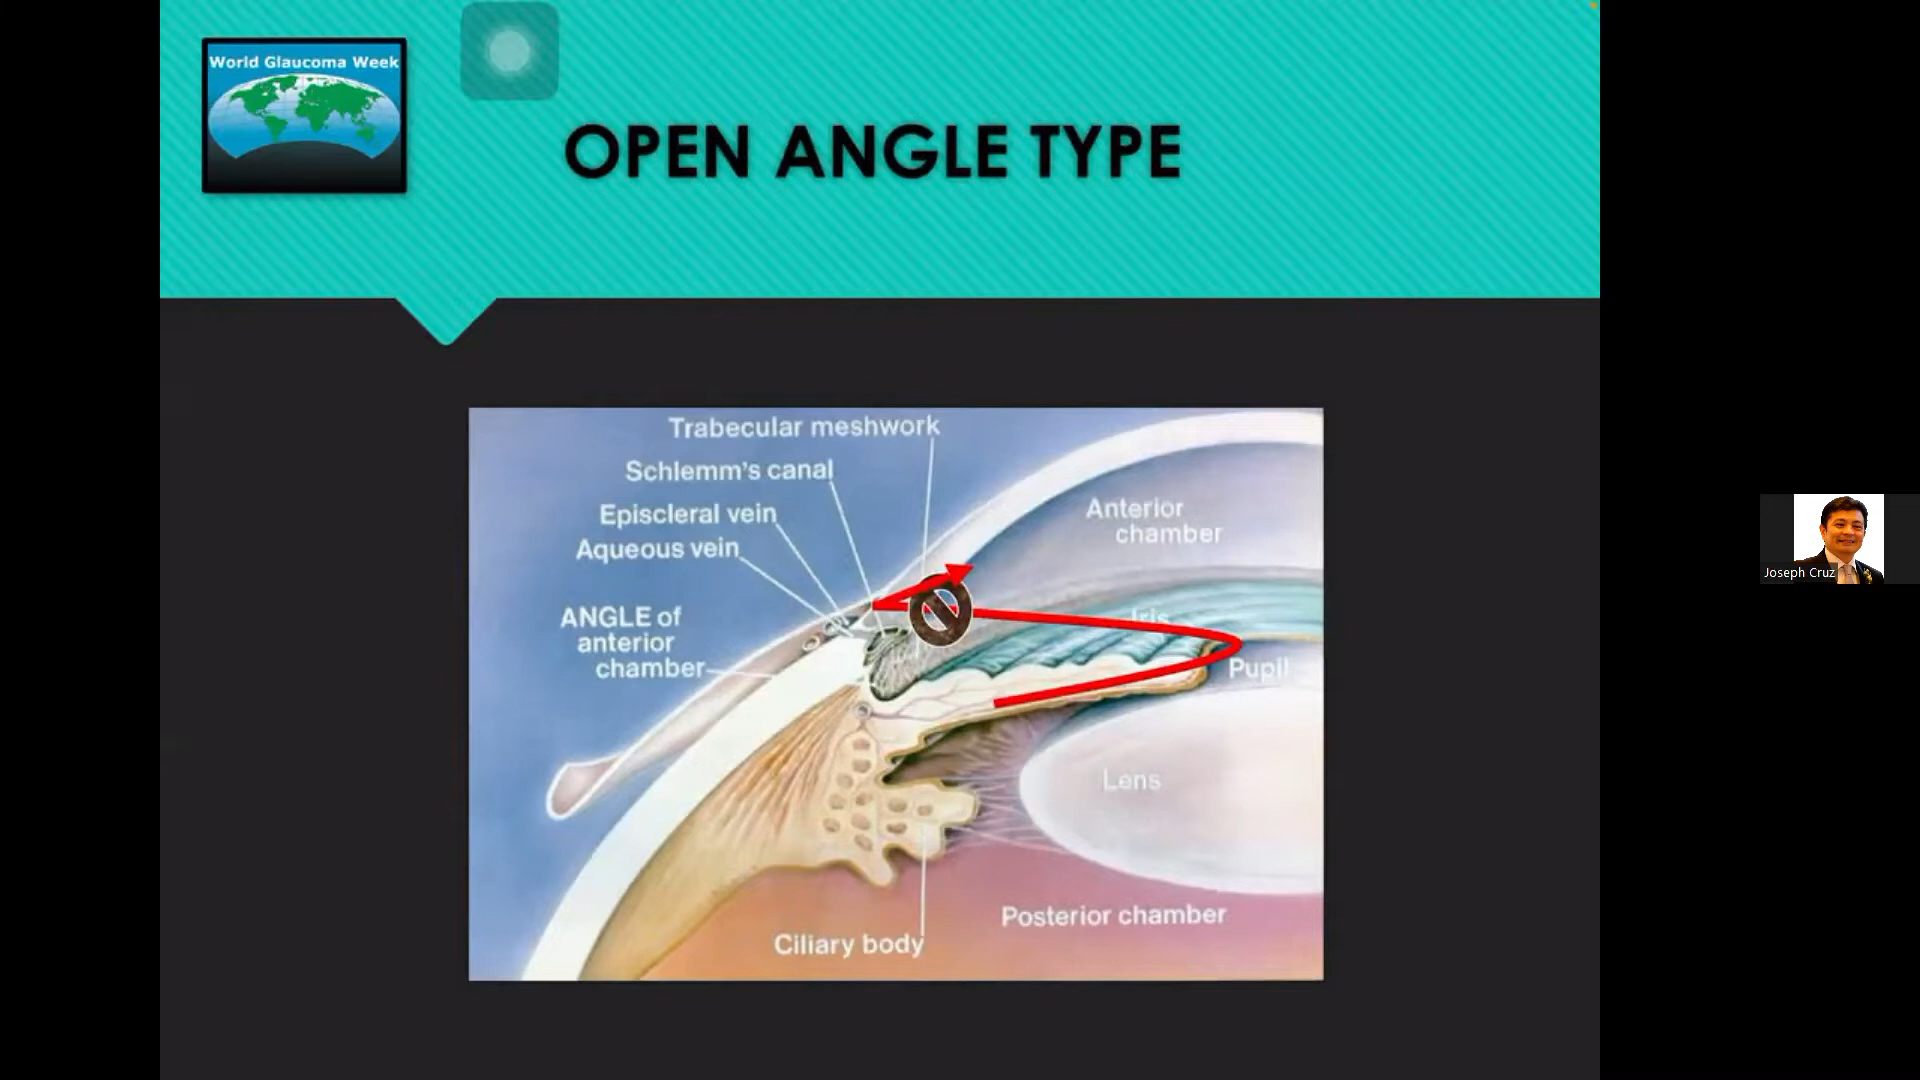 World Glaucoma Week
OPEN ANGLE TYPE
Trabecular meshwork
Schlemm's canal
Episcleral vein
Aqueous vein
ANGLE of
anterior
chamber
Anterior
chamber
Iris
Pupil
Lens
Posterior chamber
Ciliary body
Joseph Cruz